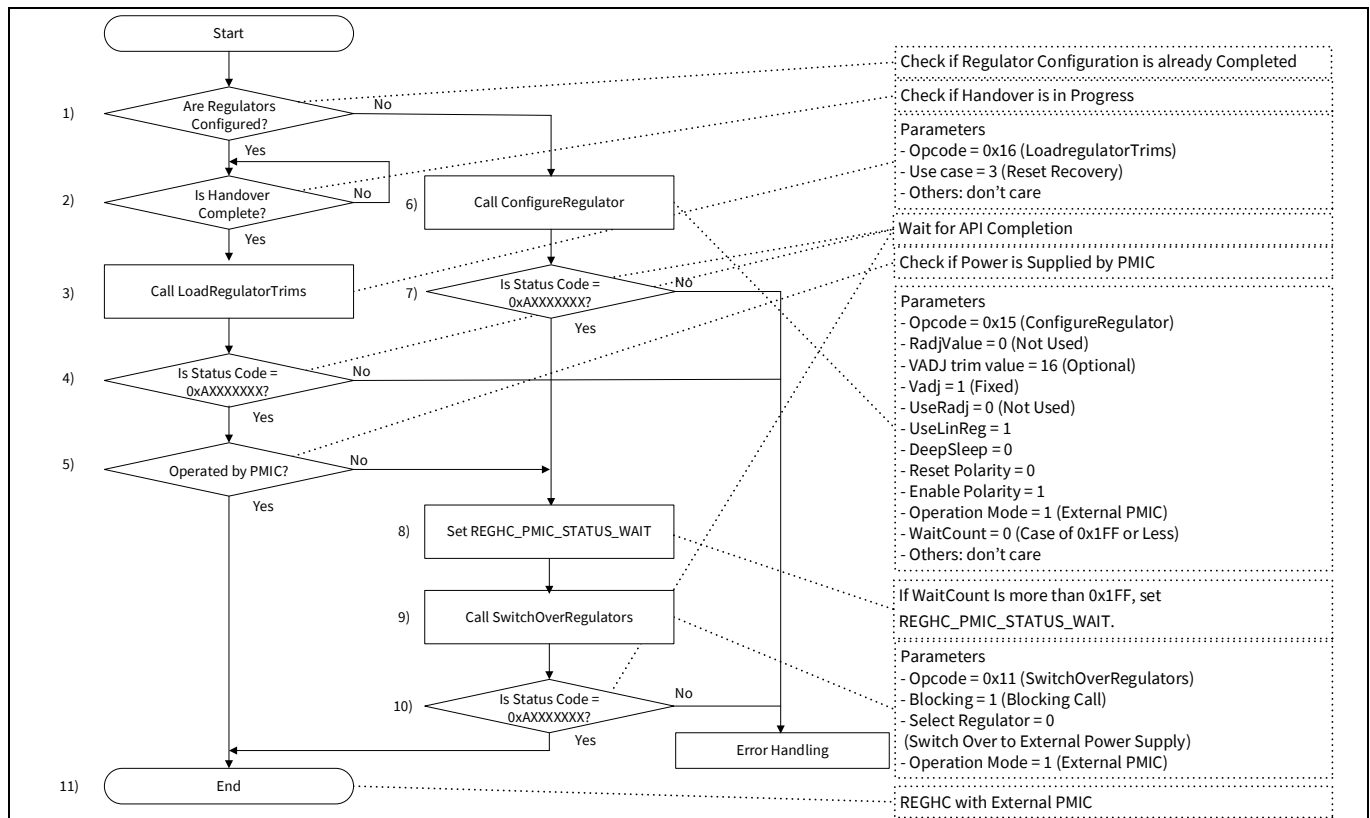 Start
1)
Are Regulators
Configured?
No
Yes
2)
Is Handover
Complete?
No
Yes
3)
Call LoadRegulatorTrims
4)
Is Status Code =
0xAXXXXXXX?
No
Yes
5)
Operated by PMIC?
No
Yes
6)
Call ConfigureRegulator
7)
Is Status Code =
0xAXXXXXXX?
No
Yes
8)
Set REGHC_PMIC_STATUS_WAIT
9)
Call SwitchOverRegulators
10)
Is Status Code =
0xAXXXXXXX?
No
Yes
Error Handling
11)
End
Check if Regulator Configuration is already Completed
Check if Handover is in Progress
Parameters
- Opcode = 0x16 (LoadregulatorTrims)
- Use case = 3 (Reset Recovery)
- Others: don't care
Wait for API Completion
Check if Power is Supplied by PMIC
Parameters
- Opcode = 0x15 (ConfigureRegulator)
- RadjValue = 0 (Not Used)
- VADJ trim value = 16 (Optional)
- Vadj = 1 (Fixed)
- UseRadj = 0 (Not Used)
- UseLinReg = 1
- DeepSleep = 0
- Reset Polarity = 0
- Enable Polarity = 1
- Operation Mode = 1 (External PMIC)
- WaitCount = 0 (Case of 0x1FF or Less)
- Others: don't care
If WaitCount Is more than 0x1FF, set
REGHC_PMIC_STATUS_WAIT.
Parameters
- Opcode = 0x11 (SwitchOverRegulators)
- Blocking = 1 (Blocking Call)
- Select Regulator = 0
(Switch Over to External Power Supply)
- Operation Mode = 1 (External PMIC)
REGHC with External PMIC